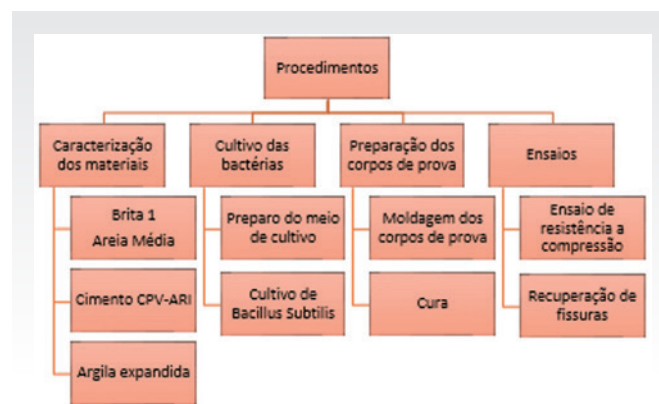 Procedimentos
Caracterização
dos materiais
Brita 1
Areia Média
Cimento CPV-ARI
Argila expandida
Cultivo das
bactérias
Preparo do meio
de cultivo
Cultivo de
Bacillus Subtilis
Preparação dos
corpos de prova
Moldagem dos
corpos de prova
Cura
Ensaios
Ensaio de
resistência a
compressão
Recuperação de
fissuras